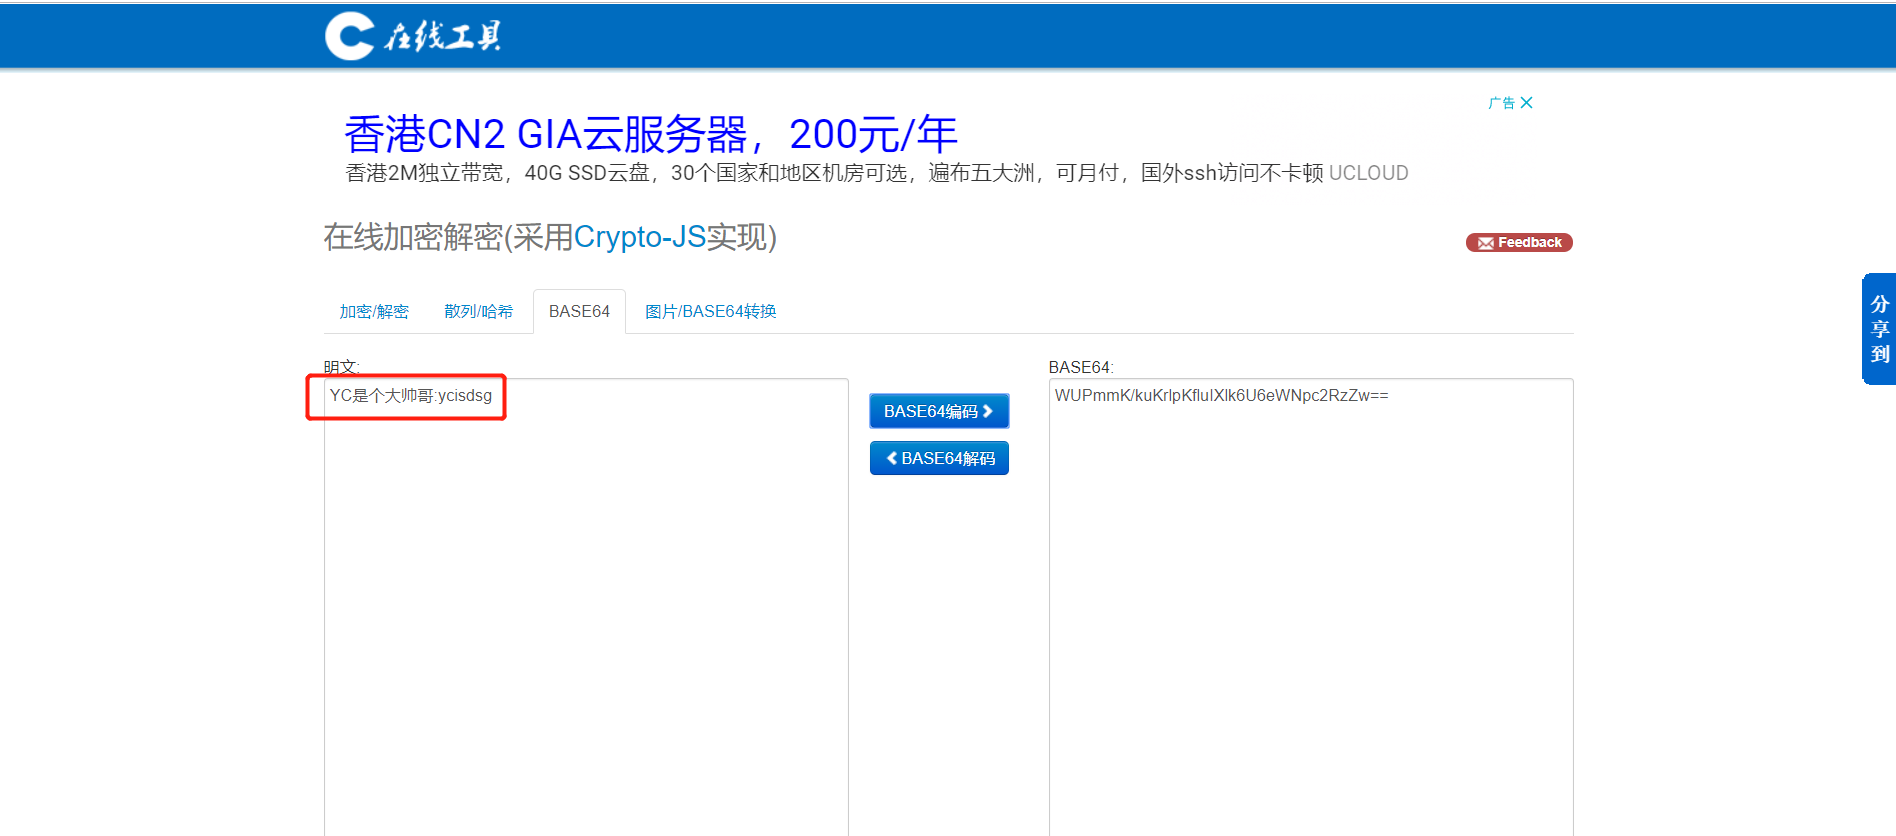 在线工具
广告
香港CN2 GIA云服务器，200元/年
香港2M独立带宽，40G SSD云盘，30个国家和地区机房可选，遍布五大洲，可月付，国外ssh访问不卡顿 UCLOUD
在线加密解密(采用Crypto-JS实现)
Feedback
加密/解密 散列/哈希 BASE64 图片/BASE64转换
明文:
YC是个大帅哥:ycisdsg
BASE64编码
BASE64解码
BASE64:
WUPmmK/kuKrlpKfluIXlk6U6eWNpc2RzZw==
分享到